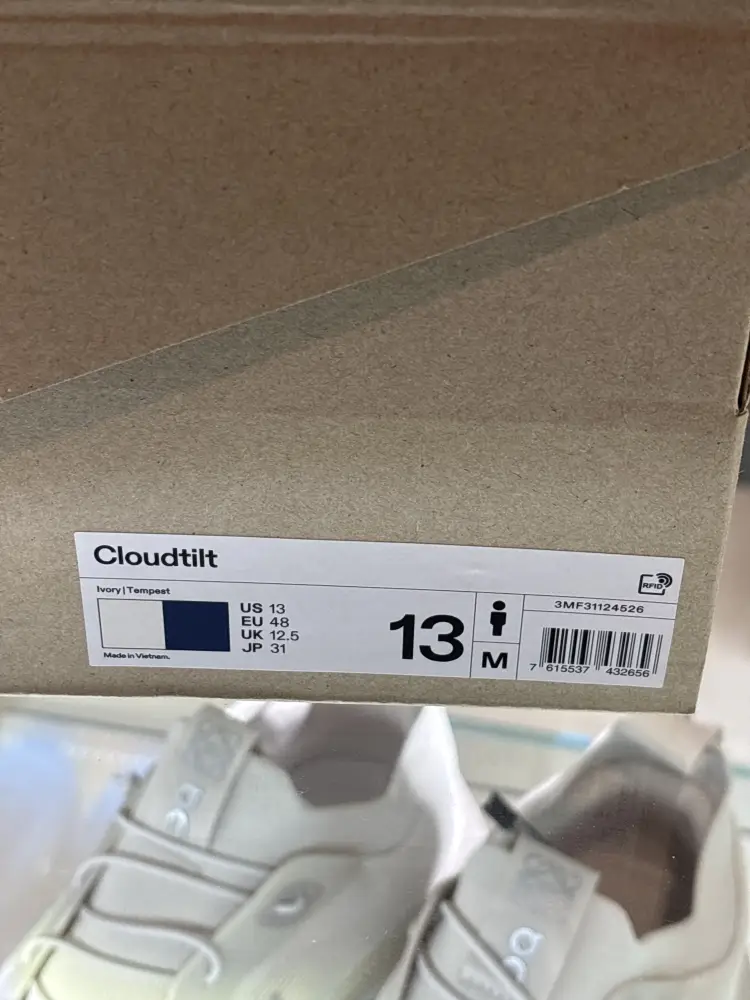 Cloudtilt
RFID
Ivory | Tempest
US 13
EU 48
UK 12.5
JP 31
Made in Vietnam.
13
M
3MF31124526
7 615537 432656